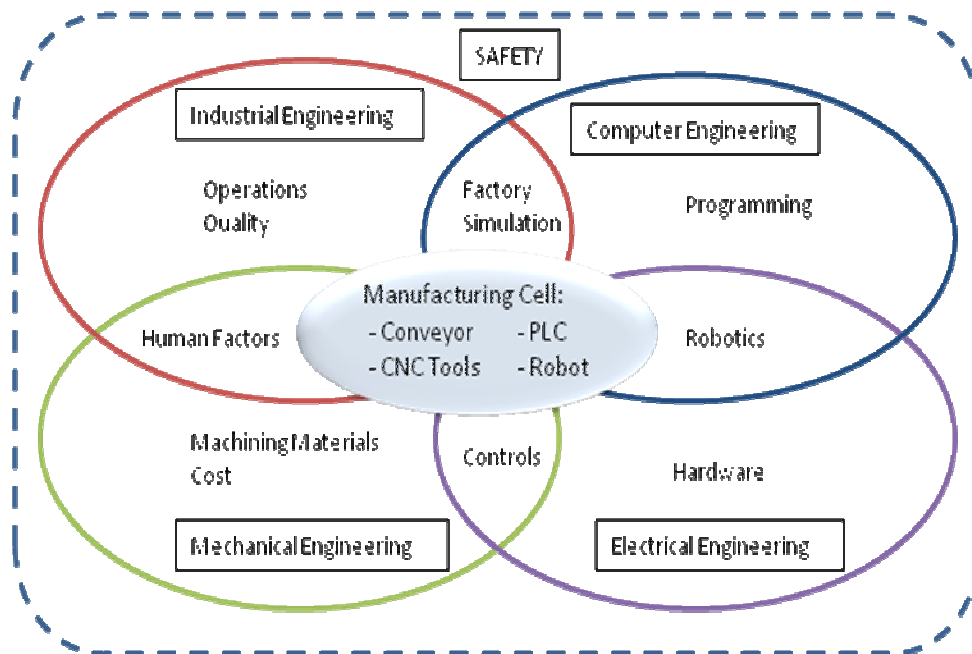 SAFETY
Industrial Engineering
Computer Engineering
Operations
Quality
Factory
Simulation
Programming
Manufacturing Cell:
- Conveyor - PLC
- CNC Tools - Robot
Human Factors
Robotics
Machining Materials
Cost
Controls
Hardware
Mechanical Engineering
Electrical Engineering